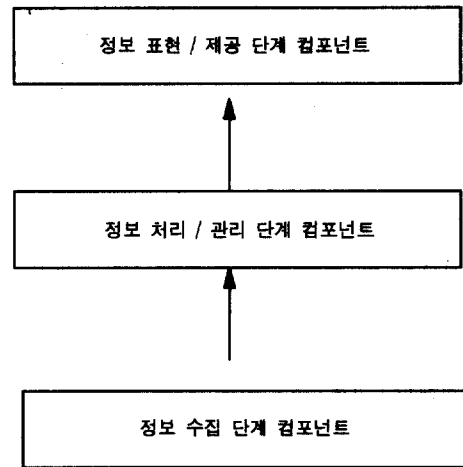 정보 표현 / 제공 단계 컴포넌트
정보 처리 / 관리 단계 컴포넌트
정보 수집 단계 컴포넌트